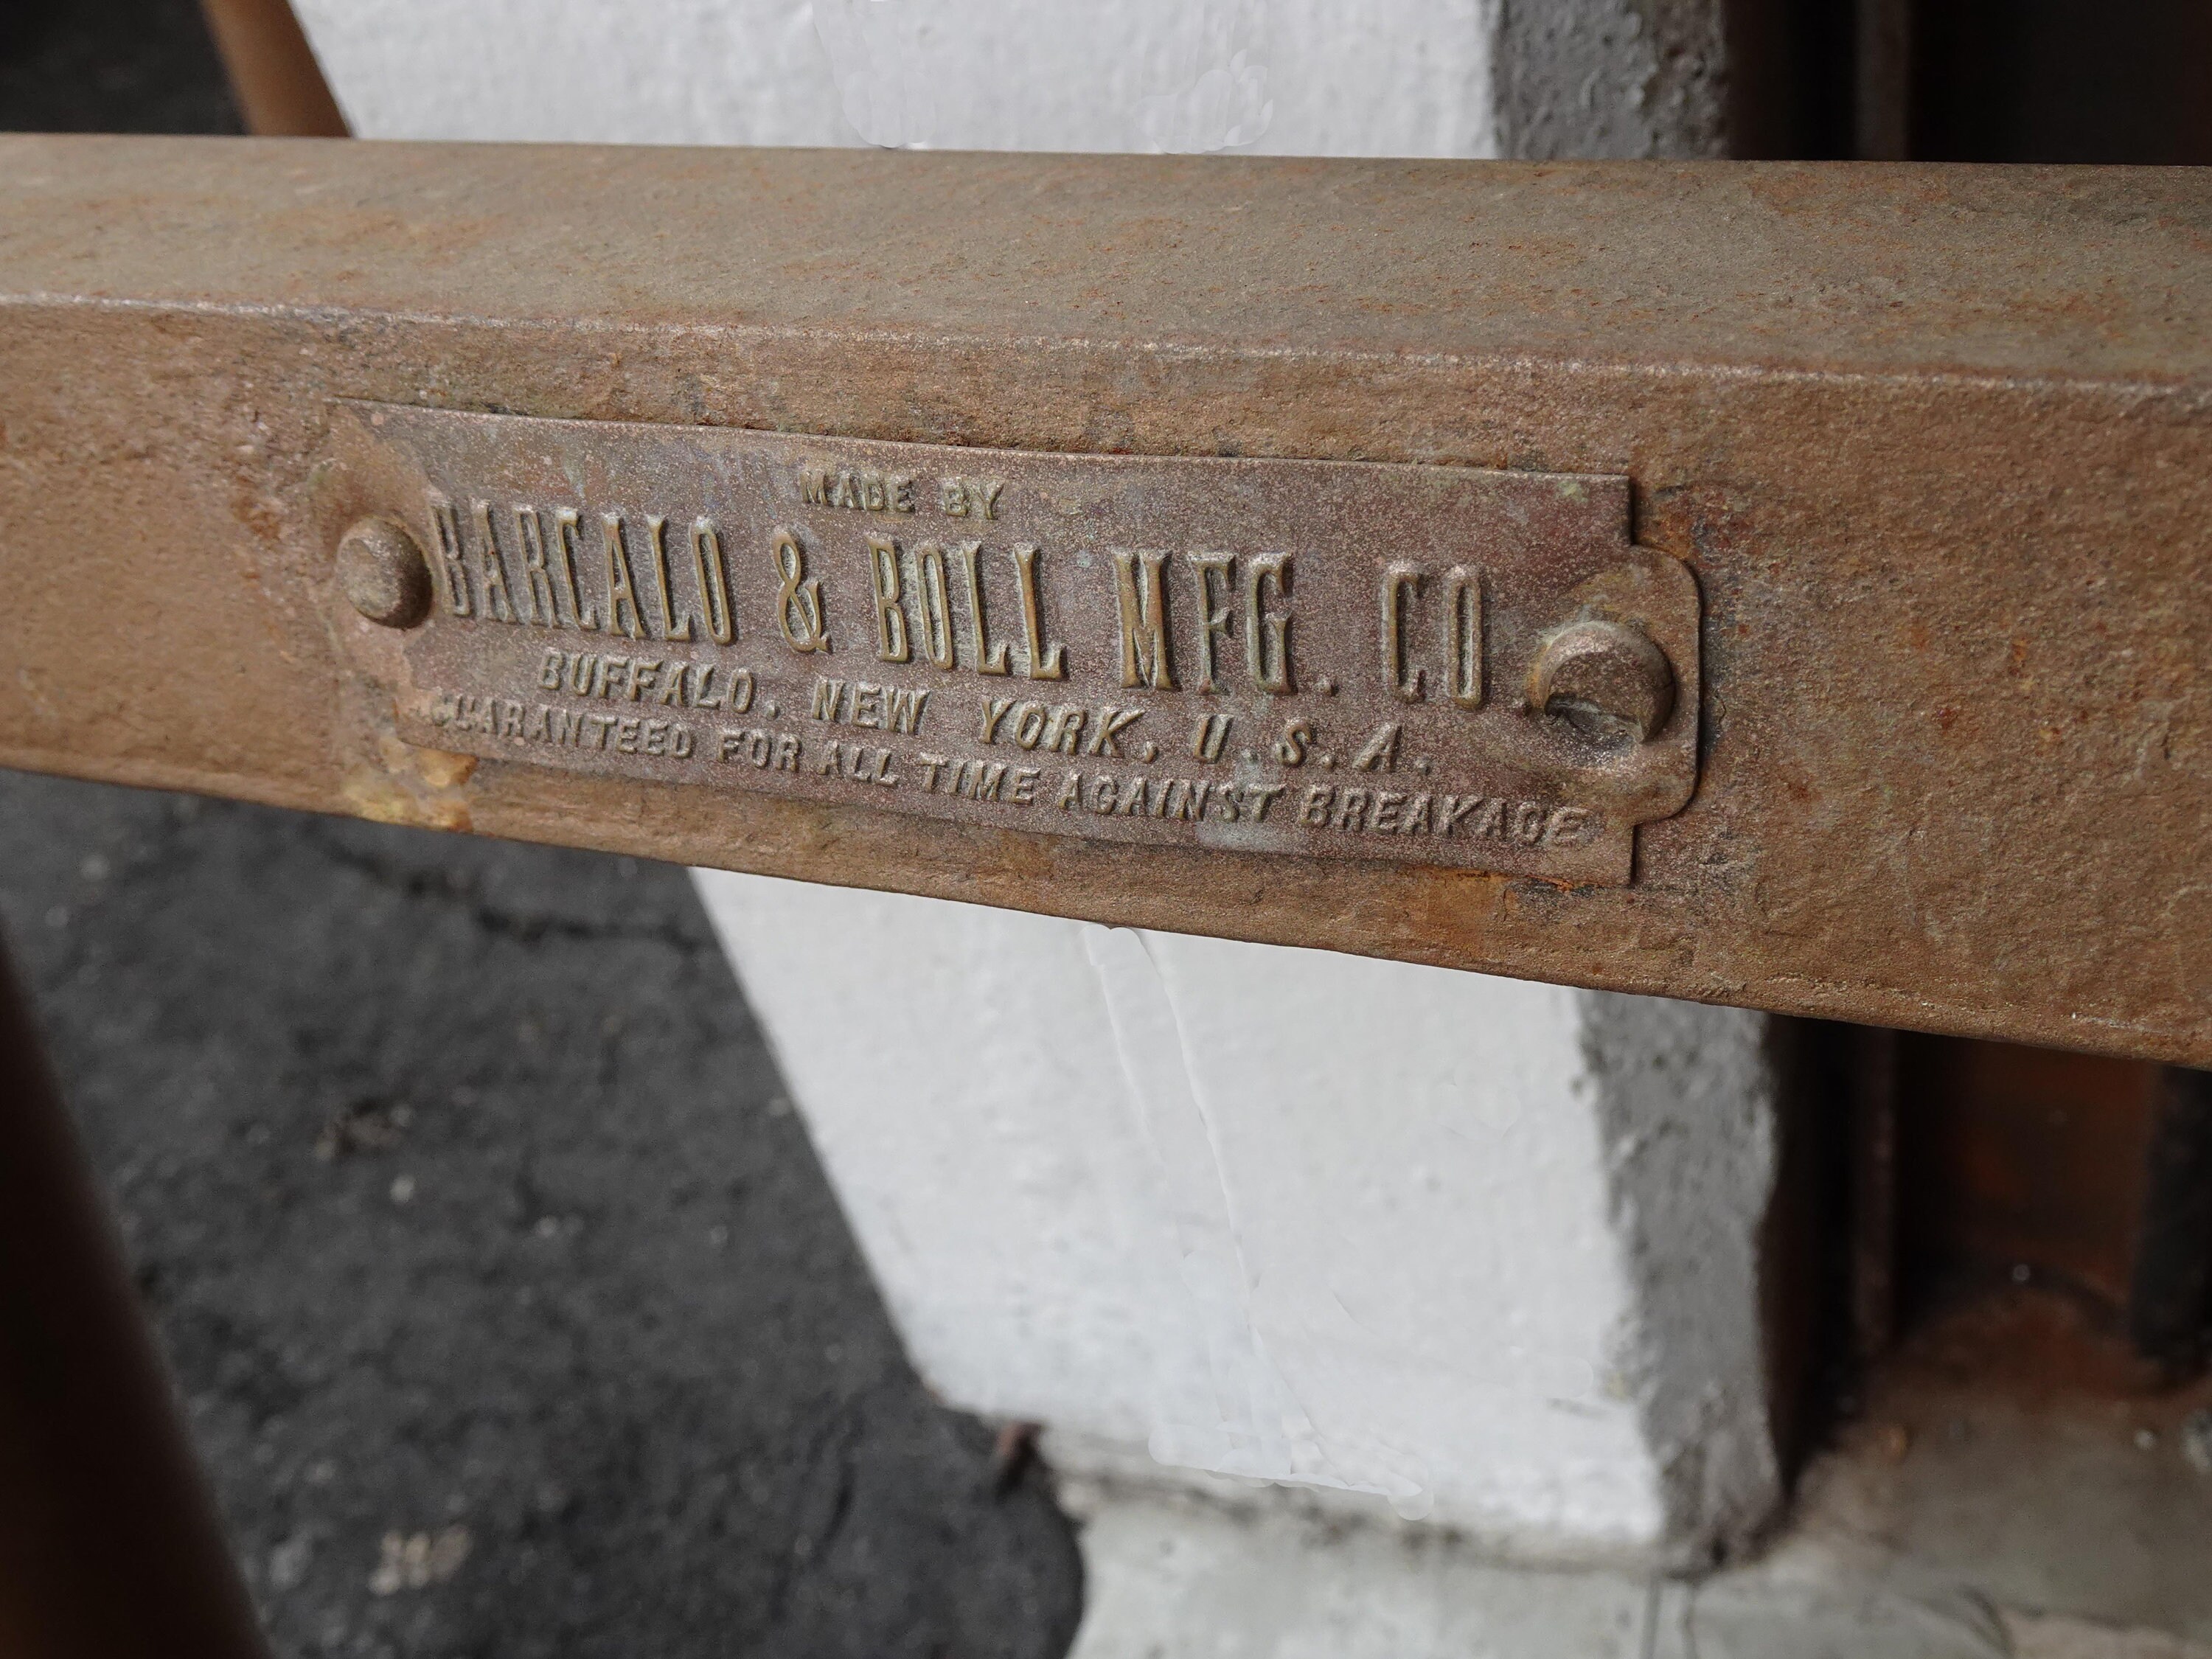 MADE BY
BARCALO & BOLL MFG. CO.
BUFFALO, NEW YORK, U.S.A.
GUARANTEED FOR ALL TIME AGAINST BREAKAGE